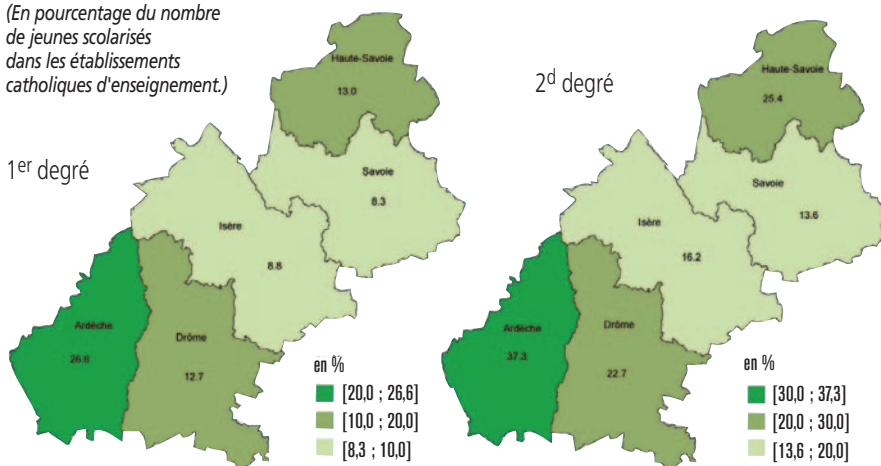 (En pourcentage du nombre
de jeunes scolarisés
dans les établissements
catholiques d'enseignement.)
1er degré
Haute-Savoie
13.0
Savoie
8.3
Isère
8.8
Ardèche
26.6
Drôme
12.7
en %
[20,0 ; 26,6]
[10,0 ; 20,0]
[8,3 ; 10,0]
2d degré
Haute-Savoie
25.4
Savoie
13.6
Isère
16.2
Ardèche
37.3
Drôme
22.7
en %
[30,0 ; 37,3]
[20,0 ; 30,0]
[13,6 ; 20,0]